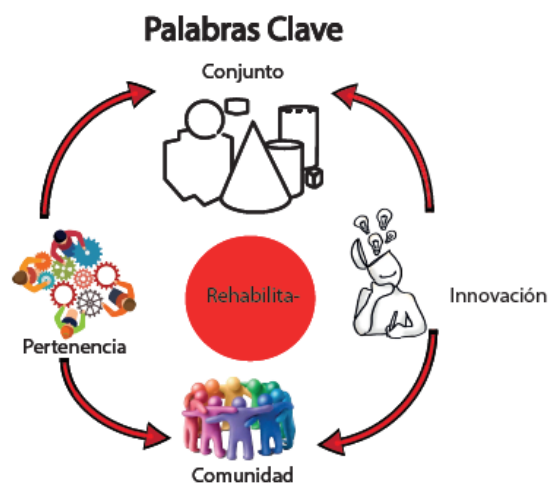 Palabras Clave
Conjunto
Rehabilita-
Innovación
Pertenencia
Comunidad